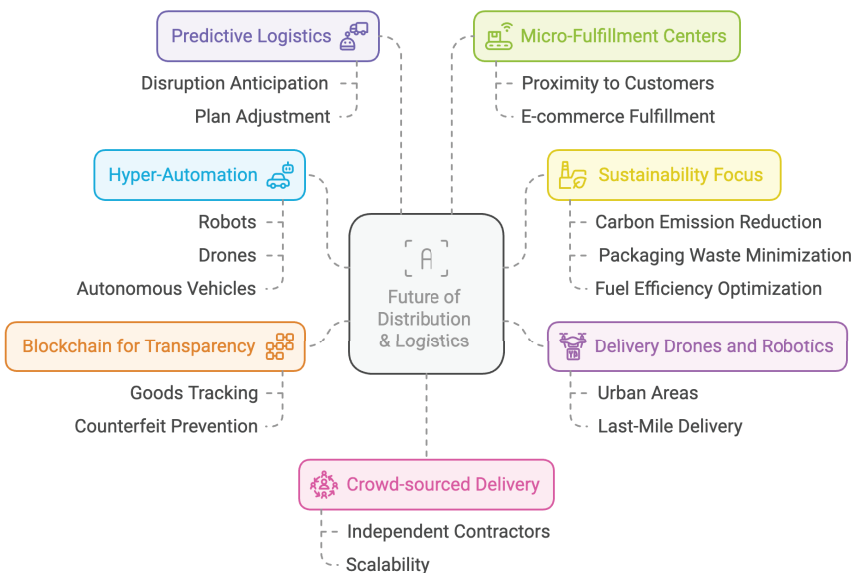 Predictive Logistics
Disruption Anticipation
Plan Adjustment
Micro-Fulfillment Centers
Proximity to Customers
E-commerce Fulfillment
Hyper-Automation
Robots
Drones
Autonomous Vehicles
Sustainability Focus
Carbon Emission Reduction
Packaging Waste Minimization
Fuel Efficiency Optimization
Future of
Distribution
& Logistics
Blockchain for Transparency
Goods Tracking
Counterfeit Prevention
Delivery Drones and Robotics
Urban Areas
Last-Mile Delivery
Crowd-sourced Delivery
Independent Contractors
Scalability